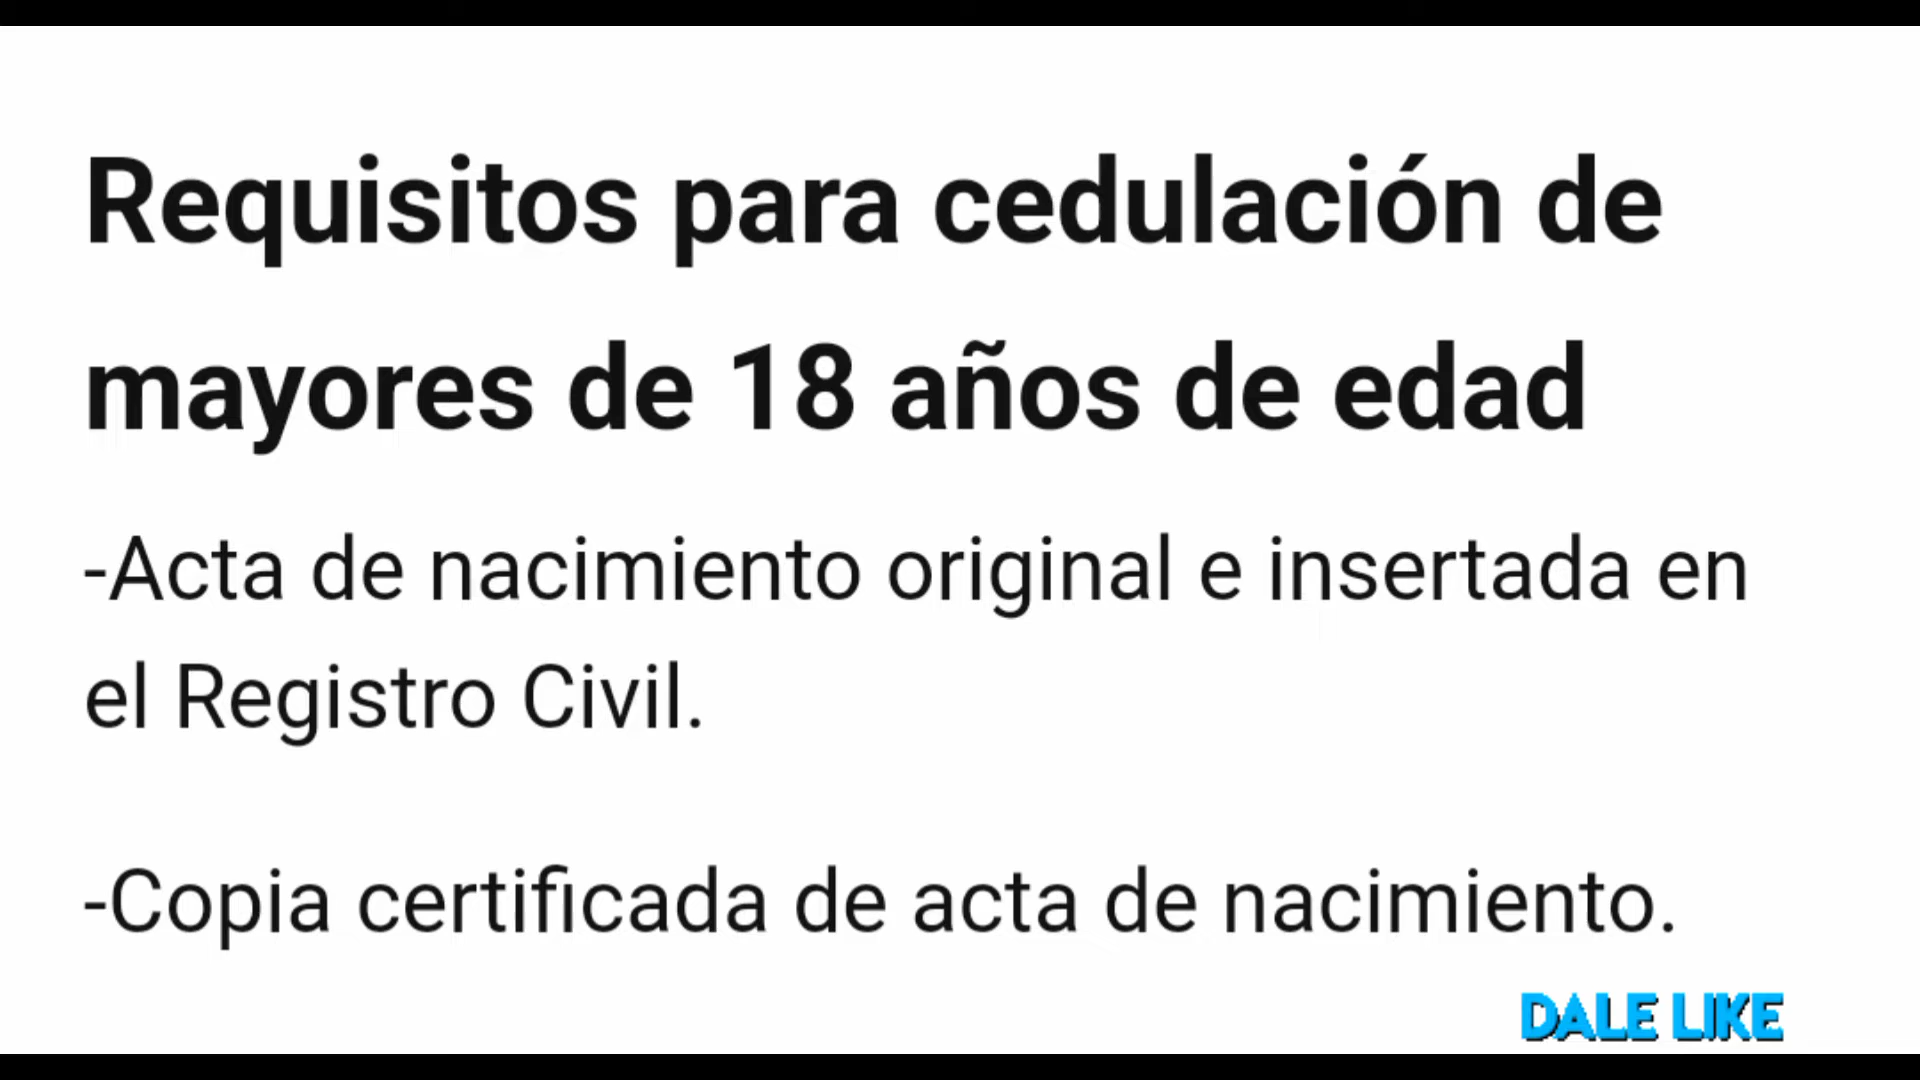 Requisitos para cedulación de
mayores de 18 años de edad
-Acta de nacimiento original e insertada en
el Registro Civil.
-Copia certificada de acta de nacimiento.
DALE LIKE